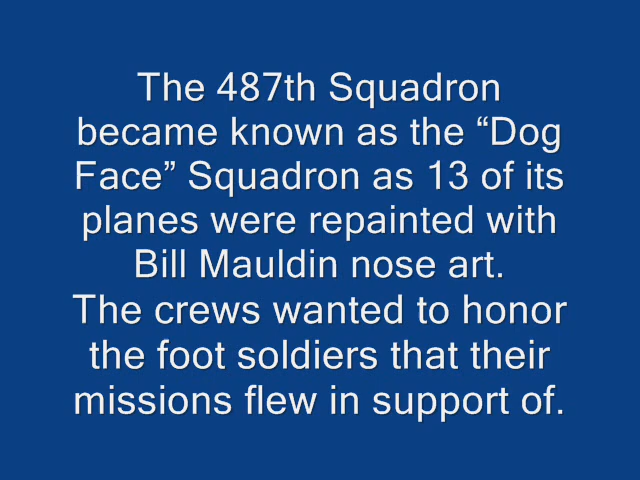 The 487th Squadron
became known as the “Dog
Face” Squadron as 13 of its
planes were repainted with
Bill Mauldin nose art.
The crews wanted to honor
the foot soldiers that their
missions flew in support of.